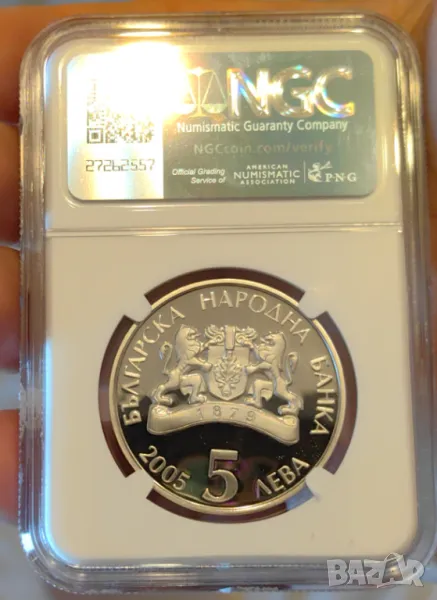 NGC
Numismatic Guaranty Company
NGCcoin.com/verify
27262557
Official Grading
Service of
AMERICAN
NUMISMATIC
ASSOCIATION
P·N·G
БЪЛГАРСКА НАРОДНА БАНКА
1879
2005 5 ЛЕВА
BAZAR